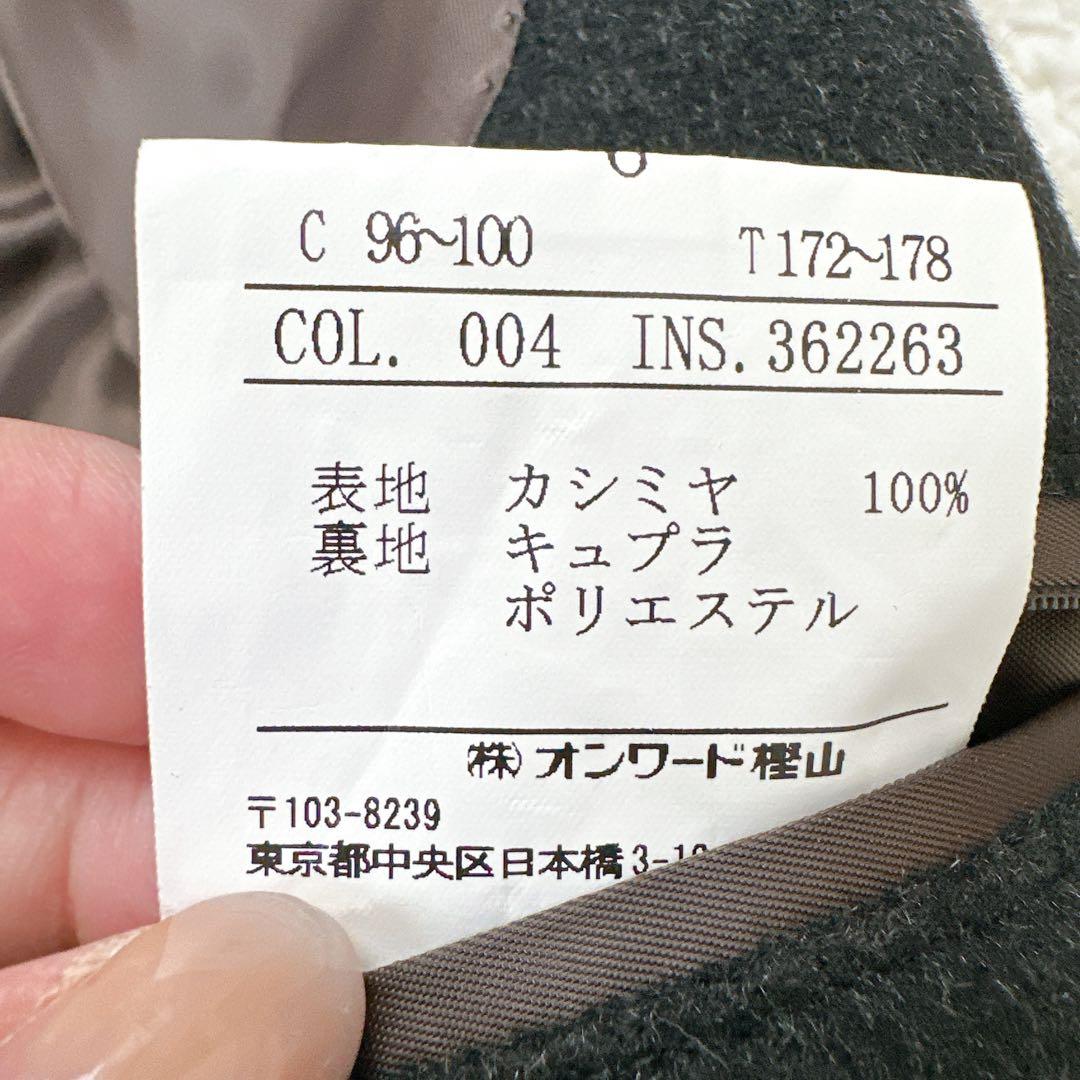 C 96~100 T172~178
COL. 004 INS. 362263
表地 カシミヤ 100%
裏地 キュプラ
ポリエステル
㈱オンワード樫山
〒103-8239
東京都中央区日本橋3-1